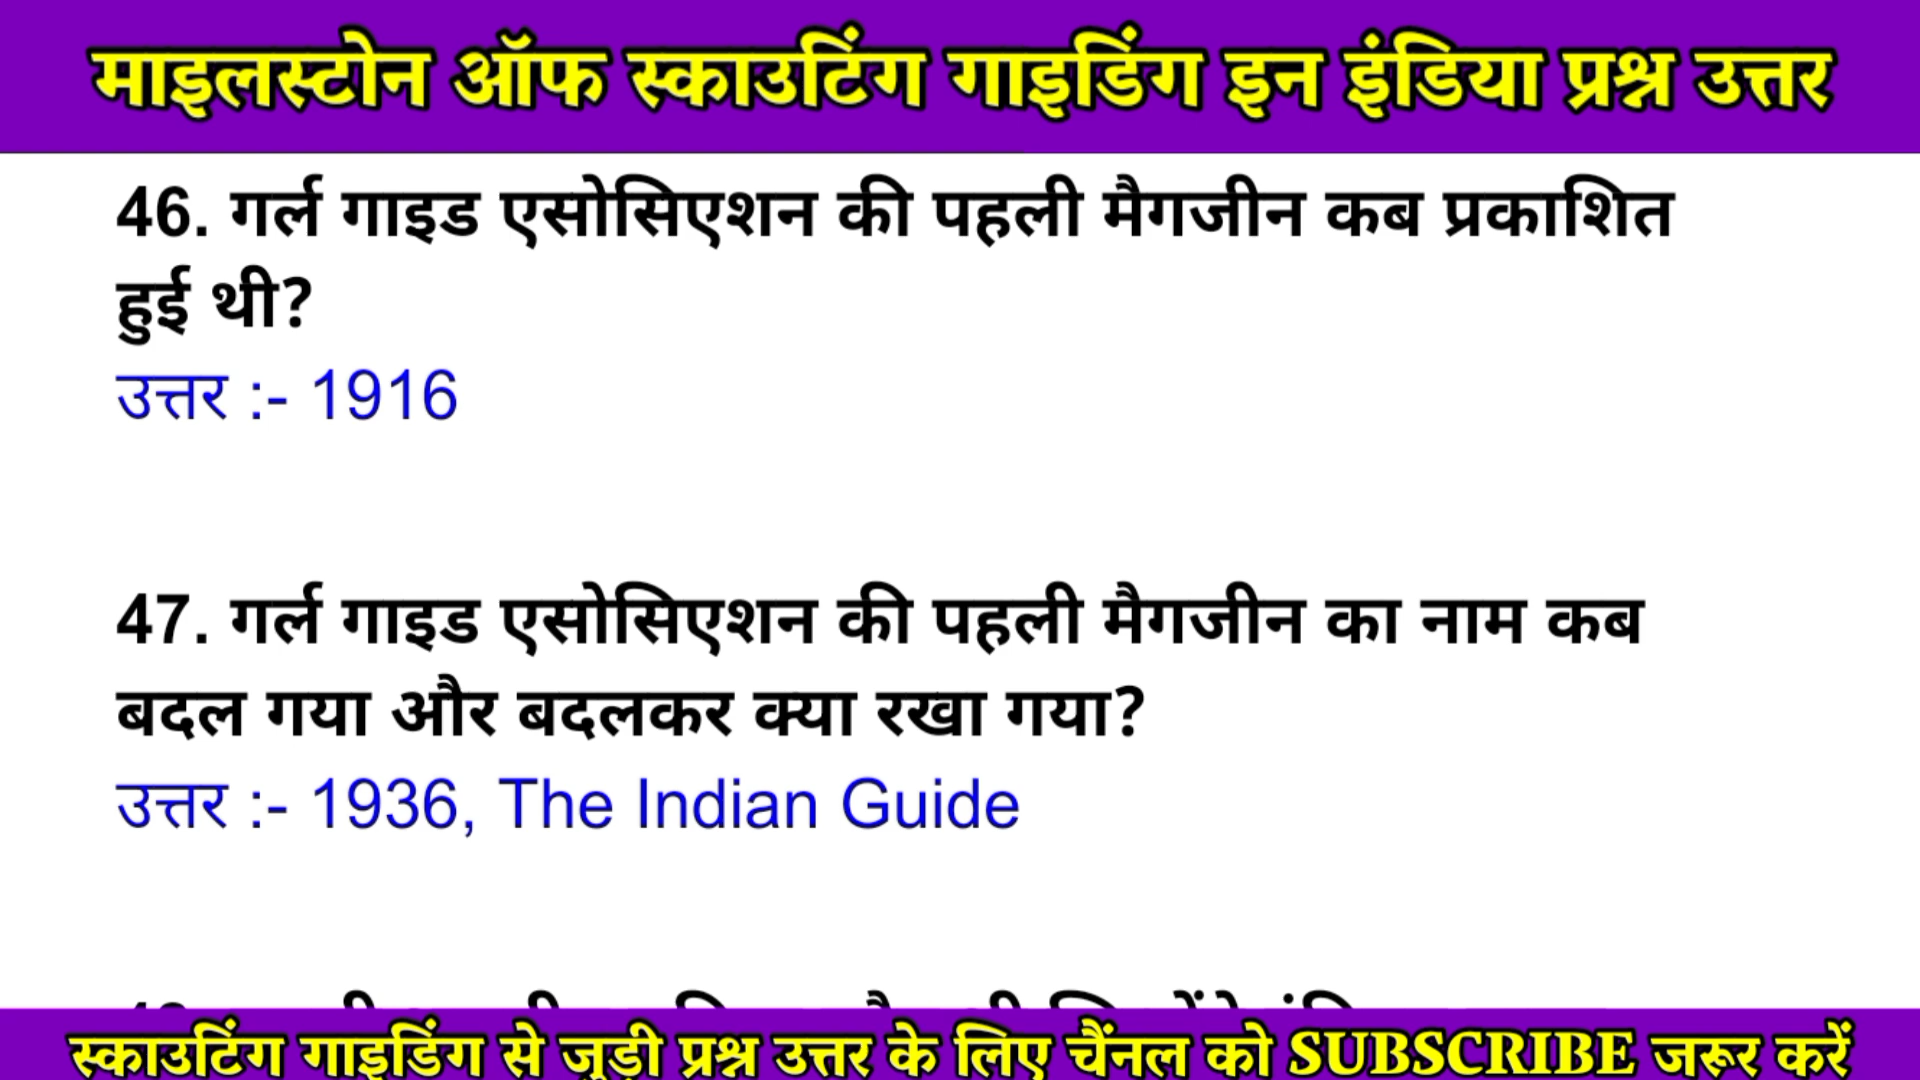 माइलस्टोन ऑफ स्काउटिंग गाइडिंग इन इंडिया प्रश्न उत्तर
46. गर्ल गाइड एसोसिएशन की पहली मैगजीन कब प्रकाशित
हुई थी?
उत्तर :- 1916
47. गर्ल गाइड एसोसिएशन की पहली मैगजीन का नाम कब
बदल गया और बदलकर क्या रखा गया?
उत्तर :- 1936, The Indian Guide
स्काउटिंग गाइडिंग से जुड़ी प्रश्न उत्तर के लिए चैंनल को SUBSCRIBE जरूर करें